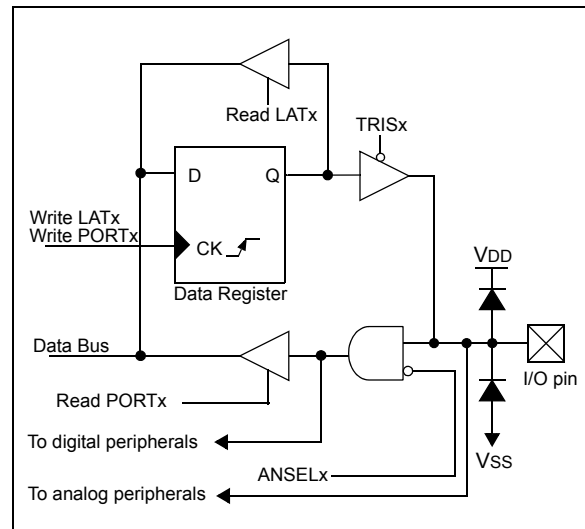 Read LATx
TRISx
D Q
Write LATx
Write PORTx
CK
Data Register
VDD
Data Bus
I/O pin
Read PORTx
To digital peripherals
VSS
ANSELx
To analog peripherals